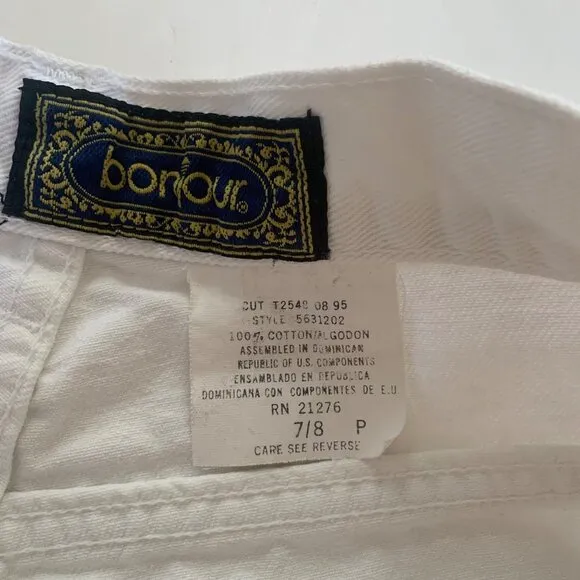 bonjour®
CUT T2548 08 95
STYLE 5631202
100% COTTON/ALGODON
ASSEMBLED IN DOMINICAN
REPUBLIC OF U.S. COMPONENTS
ENSAMBLADO EN REPUBLICA
DOMINICANA CON COMPONENTES DE E.U
RN 21276
7/8 P
CARE SEE REVERSE